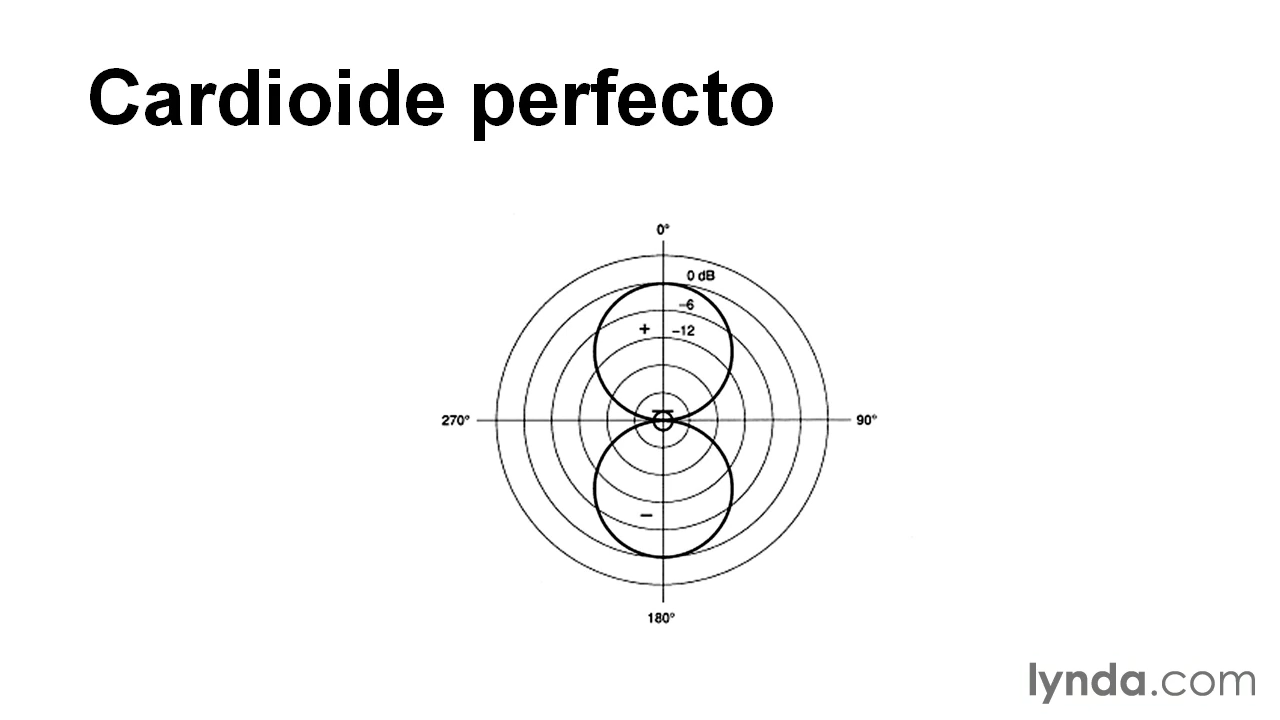 Cardioide perfecto
0°
0 dB
–6
+
–12
270°
90°
–
180°
lynda.com